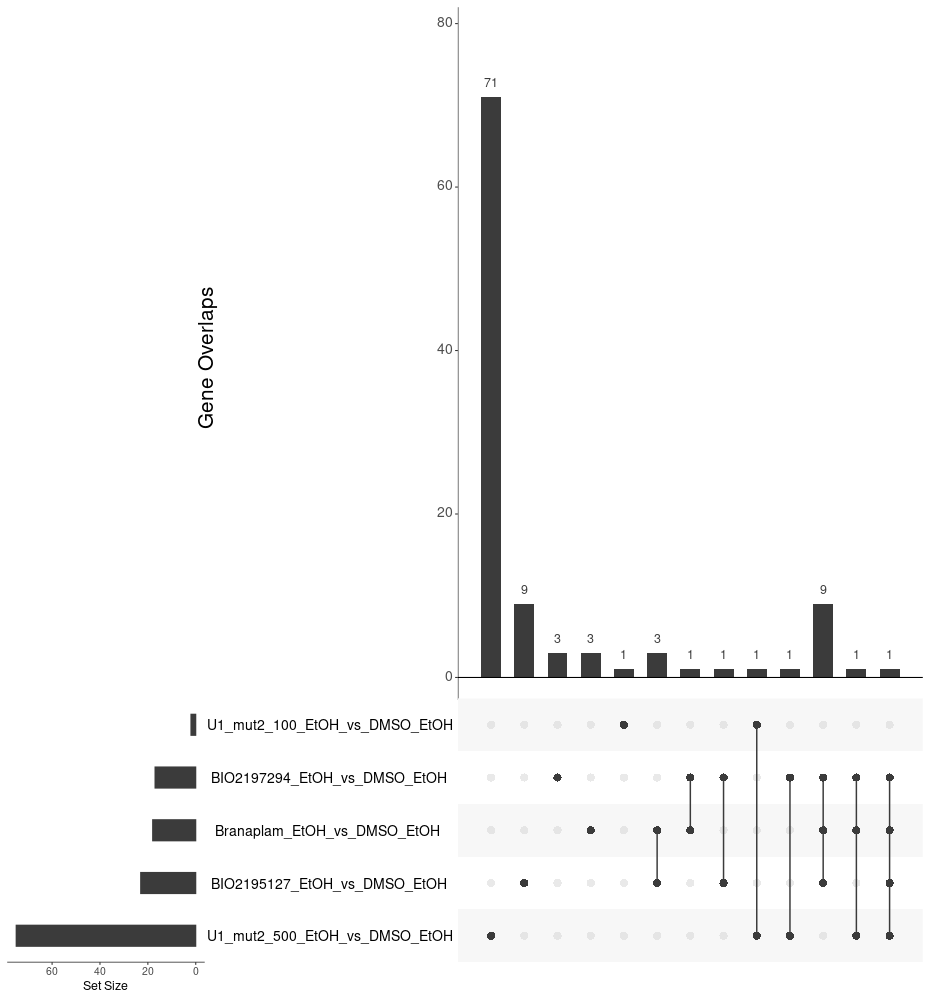 80
71
60
Gene Overlaps
40
20
9
9
3
3
3
1
1
1
1
1
1
1
0
U1_mut2_100_EtOH_vs_DMSO_EtOH
BIO2197294_EtOH_vs_DMSO_EtOH
Branaplam_EtOH_vs_DMSO_EtOH
BIO2195127_EtOH_vs_DMSO_EtOH
U1_mut2_500_EtOH_vs_DMSO_EtOH
60 40 20 0
Set Size